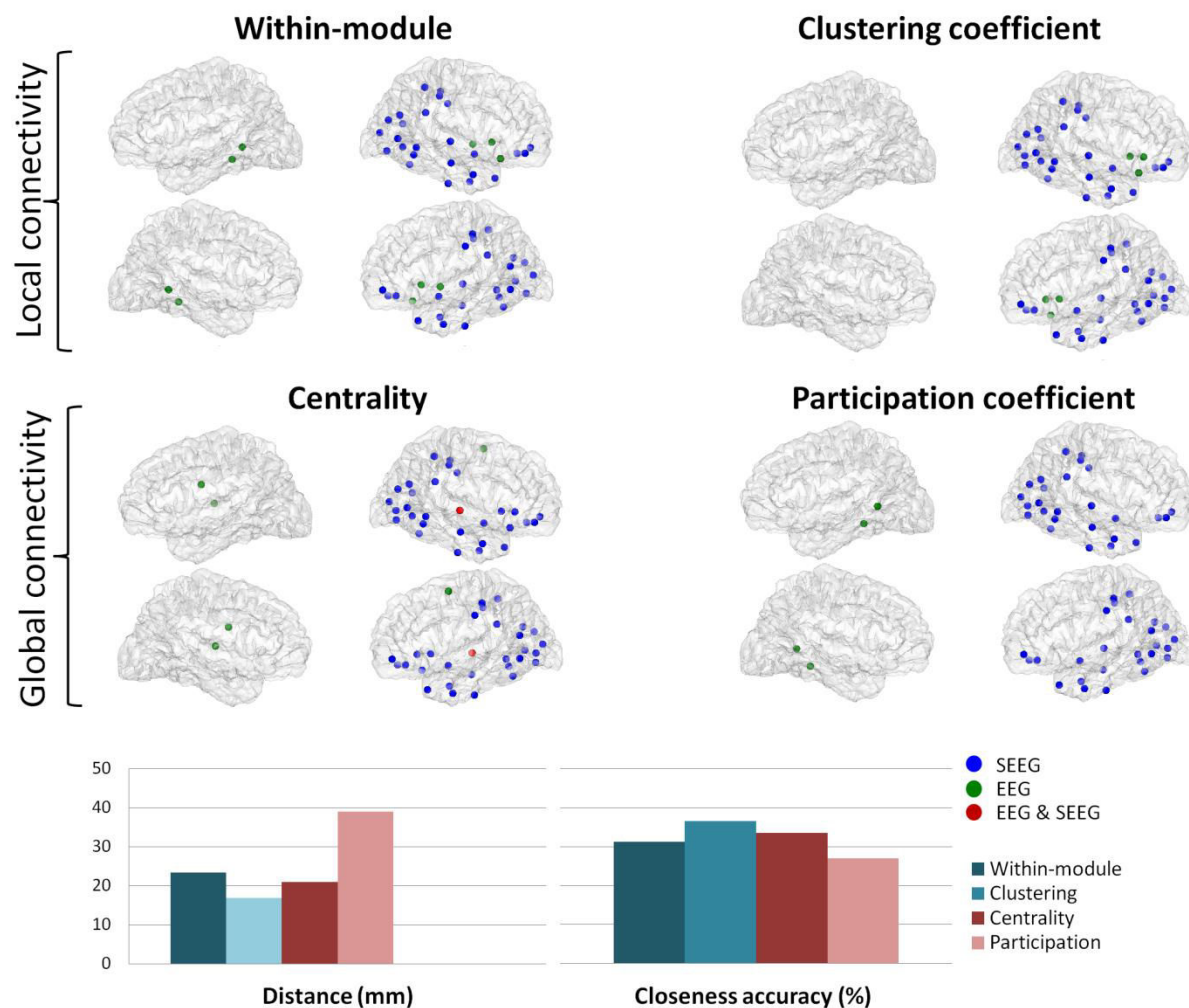 Within-module
Clustering coefficient
Local connectivity
Centrality
Participation coefficient
Global connectivity
50
40
30
20
10
0
SEEG
EEG
EEG & SEEG
Within-module
Clustering
Centrality
Participation
Distance (mm)
Closeness accuracy (%)